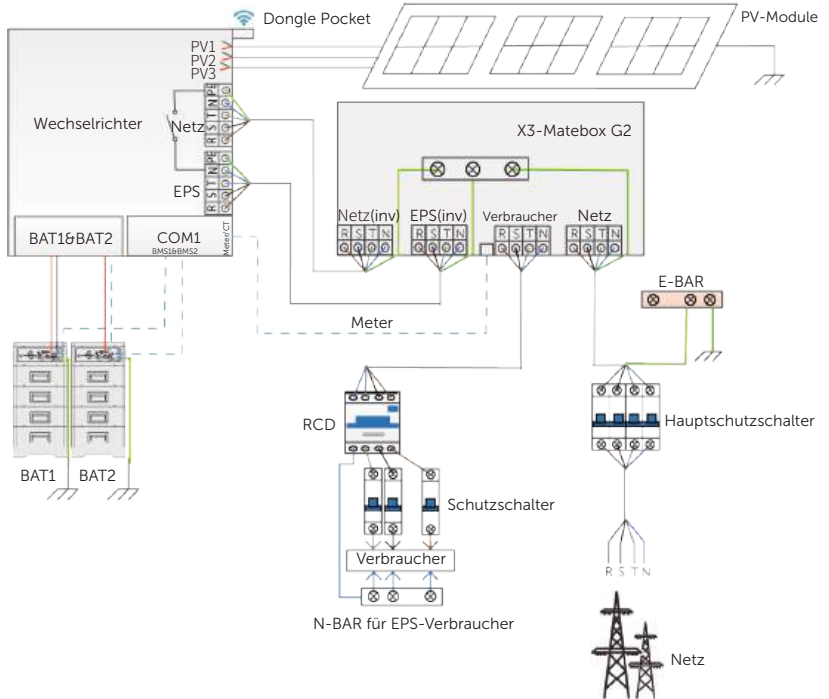 Dongle Pocket
PV-Module
PV1
PV2
PV3
Wechselrichter
Netz
R S T N PE
EPS
R S T N PE
X3-Matebox G2
Netz(inv)
EPS(inv)
Verbraucher
Netz
R S T N
R S T N
R S T N
R S T N
BAT1&BAT2
COM1
BMS1&BMS2
Meter/CT
E-BAR
Meter
RCD
Hauptschutzschalter
BAT1
BAT2
Schutzschalter
Verbraucher
R S T N
N-BAR für EPS-Verbraucher
Netz